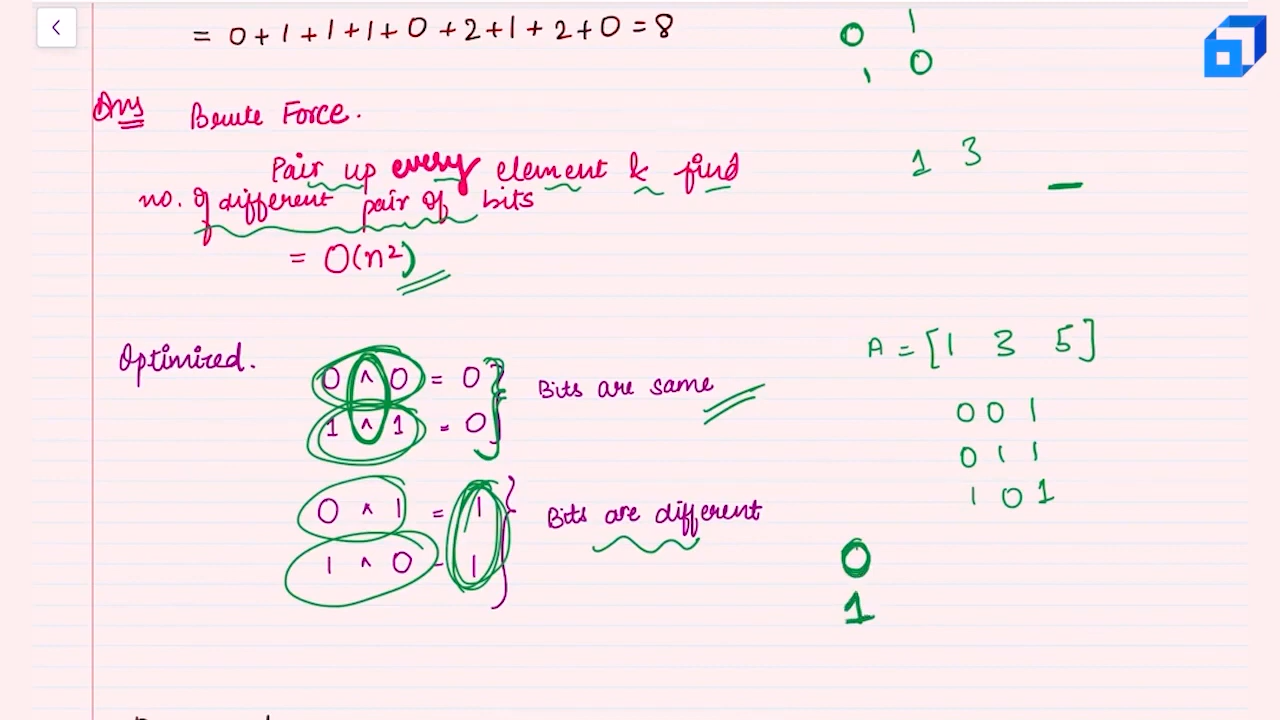 = 0+1+1+1+0+2+1+2+0=8
0 1
1 0
Ans Brute Force.
Pair up every element & find
no. of different pair of bits
= O(n²)
1 3
Optimized.
0 ^ 0 = 0
1 ^ 1 = 0
Bits are same
0 ^ 1 = 1
1 ^ 0 = 1
Bits are different
A = [1 3 5]
0 0 1
0 1 1
1 0 1
0
1